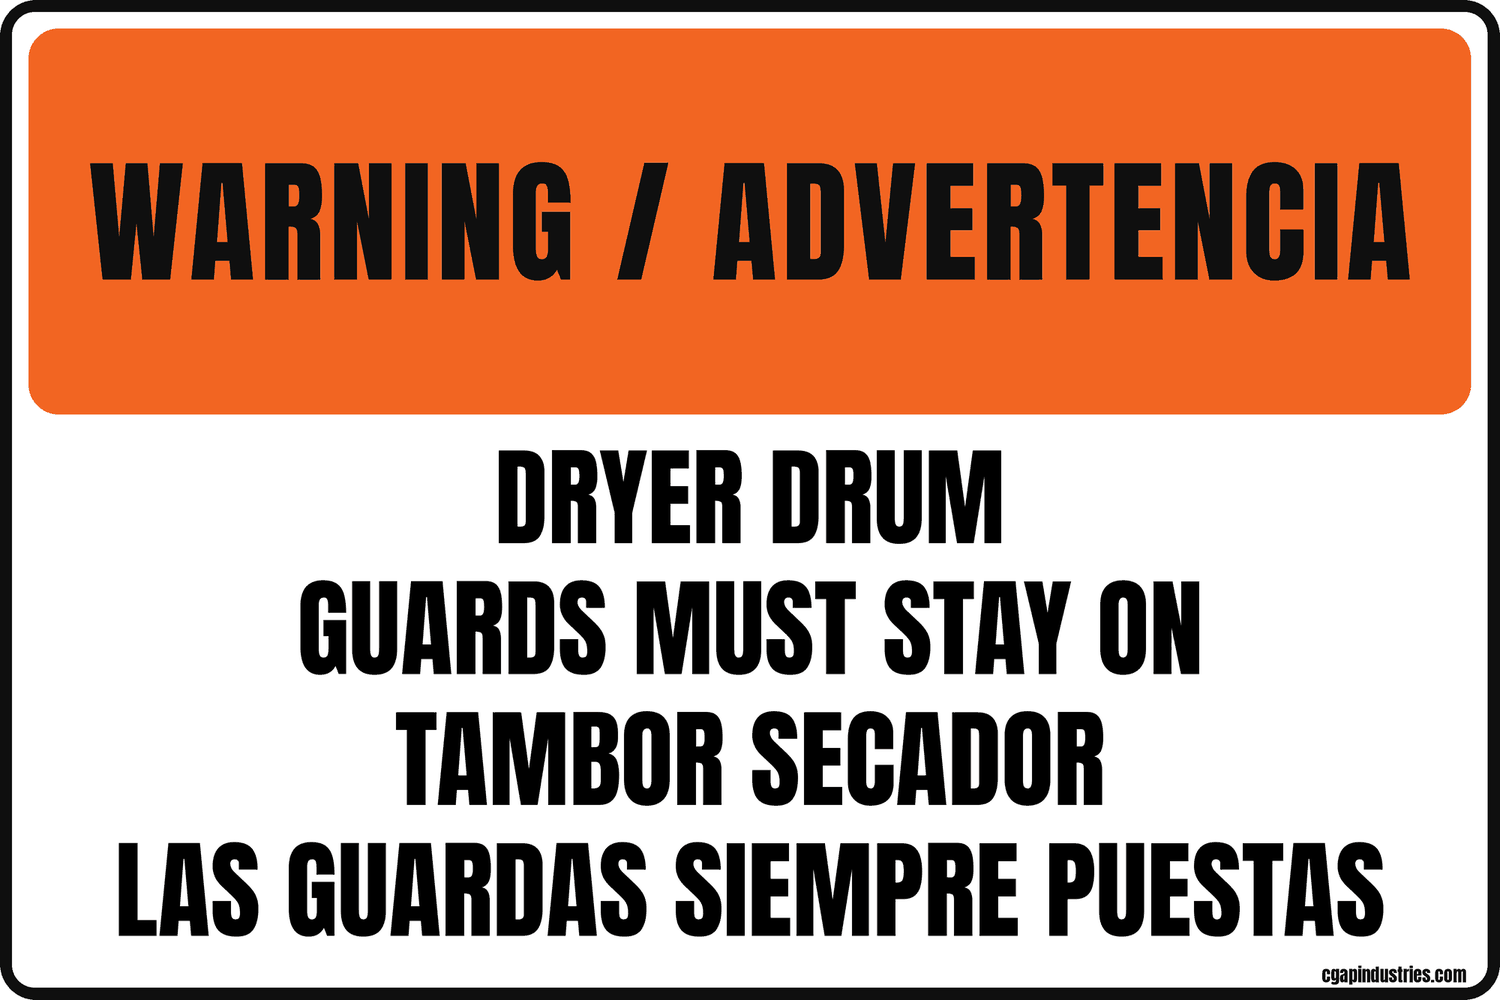 WARNING / ADVERTENCIA
DRYER DRUM
GUARDS MUST STAY ON
TAMBOR SECADOR
LAS GUARDAS SIEMPRE PUESTAS
cgapindustries.com